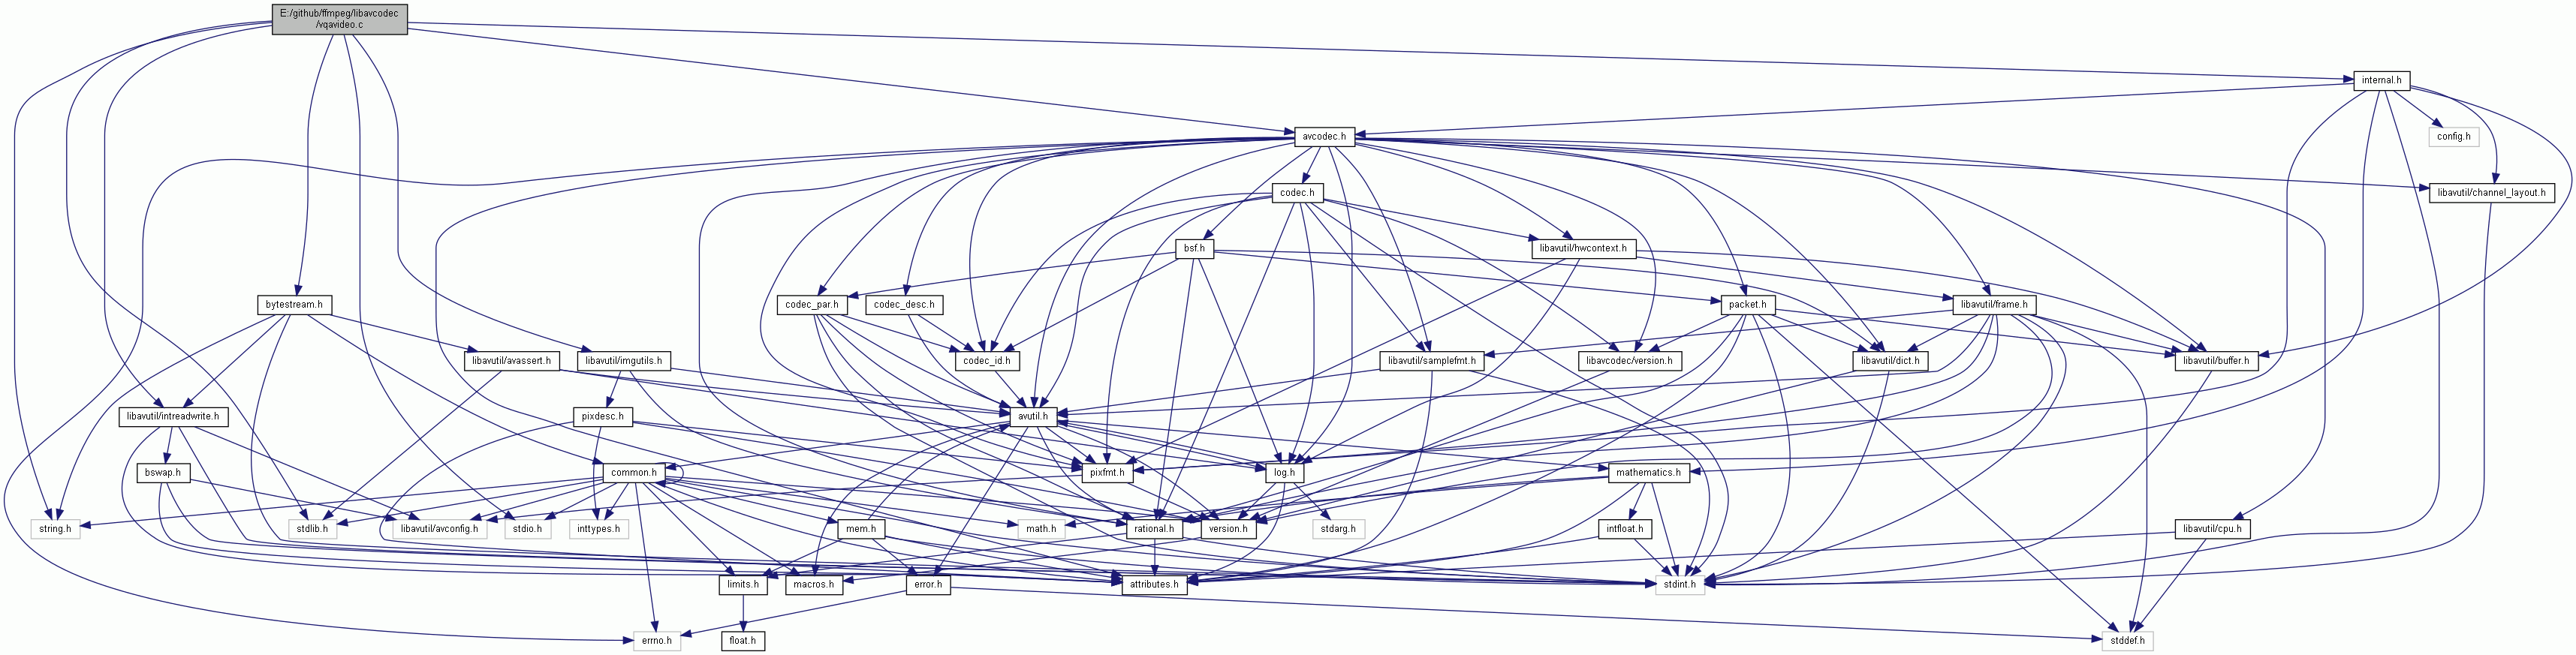 E:/github/ffmpeg/libavcodec
/vqavideo.c
internal.h
avcodec.h
config.h
codec.h
libavutil/channel_layout.h
bsf.h
libavutil/hwcontext.h
bytestream.h
codec_par.h
codec_desc.h
packet.h
libavutil/frame.h
libavutil/avassert.h
libavutil/imgutils.h
codec_id.h
libavutil/samplefmt.h
libavcodec/version.h
libavutil/dict.h
libavutil/buffer.h
libavutil/intreadwrite.h
pixdesc.h
avutil.h
bswap.h
common.h
pixfmt.h
log.h
mathematics.h
string.h
stdlib.h
libavutil/avconfig.h
stdio.h
inttypes.h
mem.h
math.h
rational.h
version.h
stdarg.h
intfloat.h
libavutil/cpu.h
limits.h
macros.h
error.h
attributes.h
stdint.h
errno.h
float.h
stddef.h